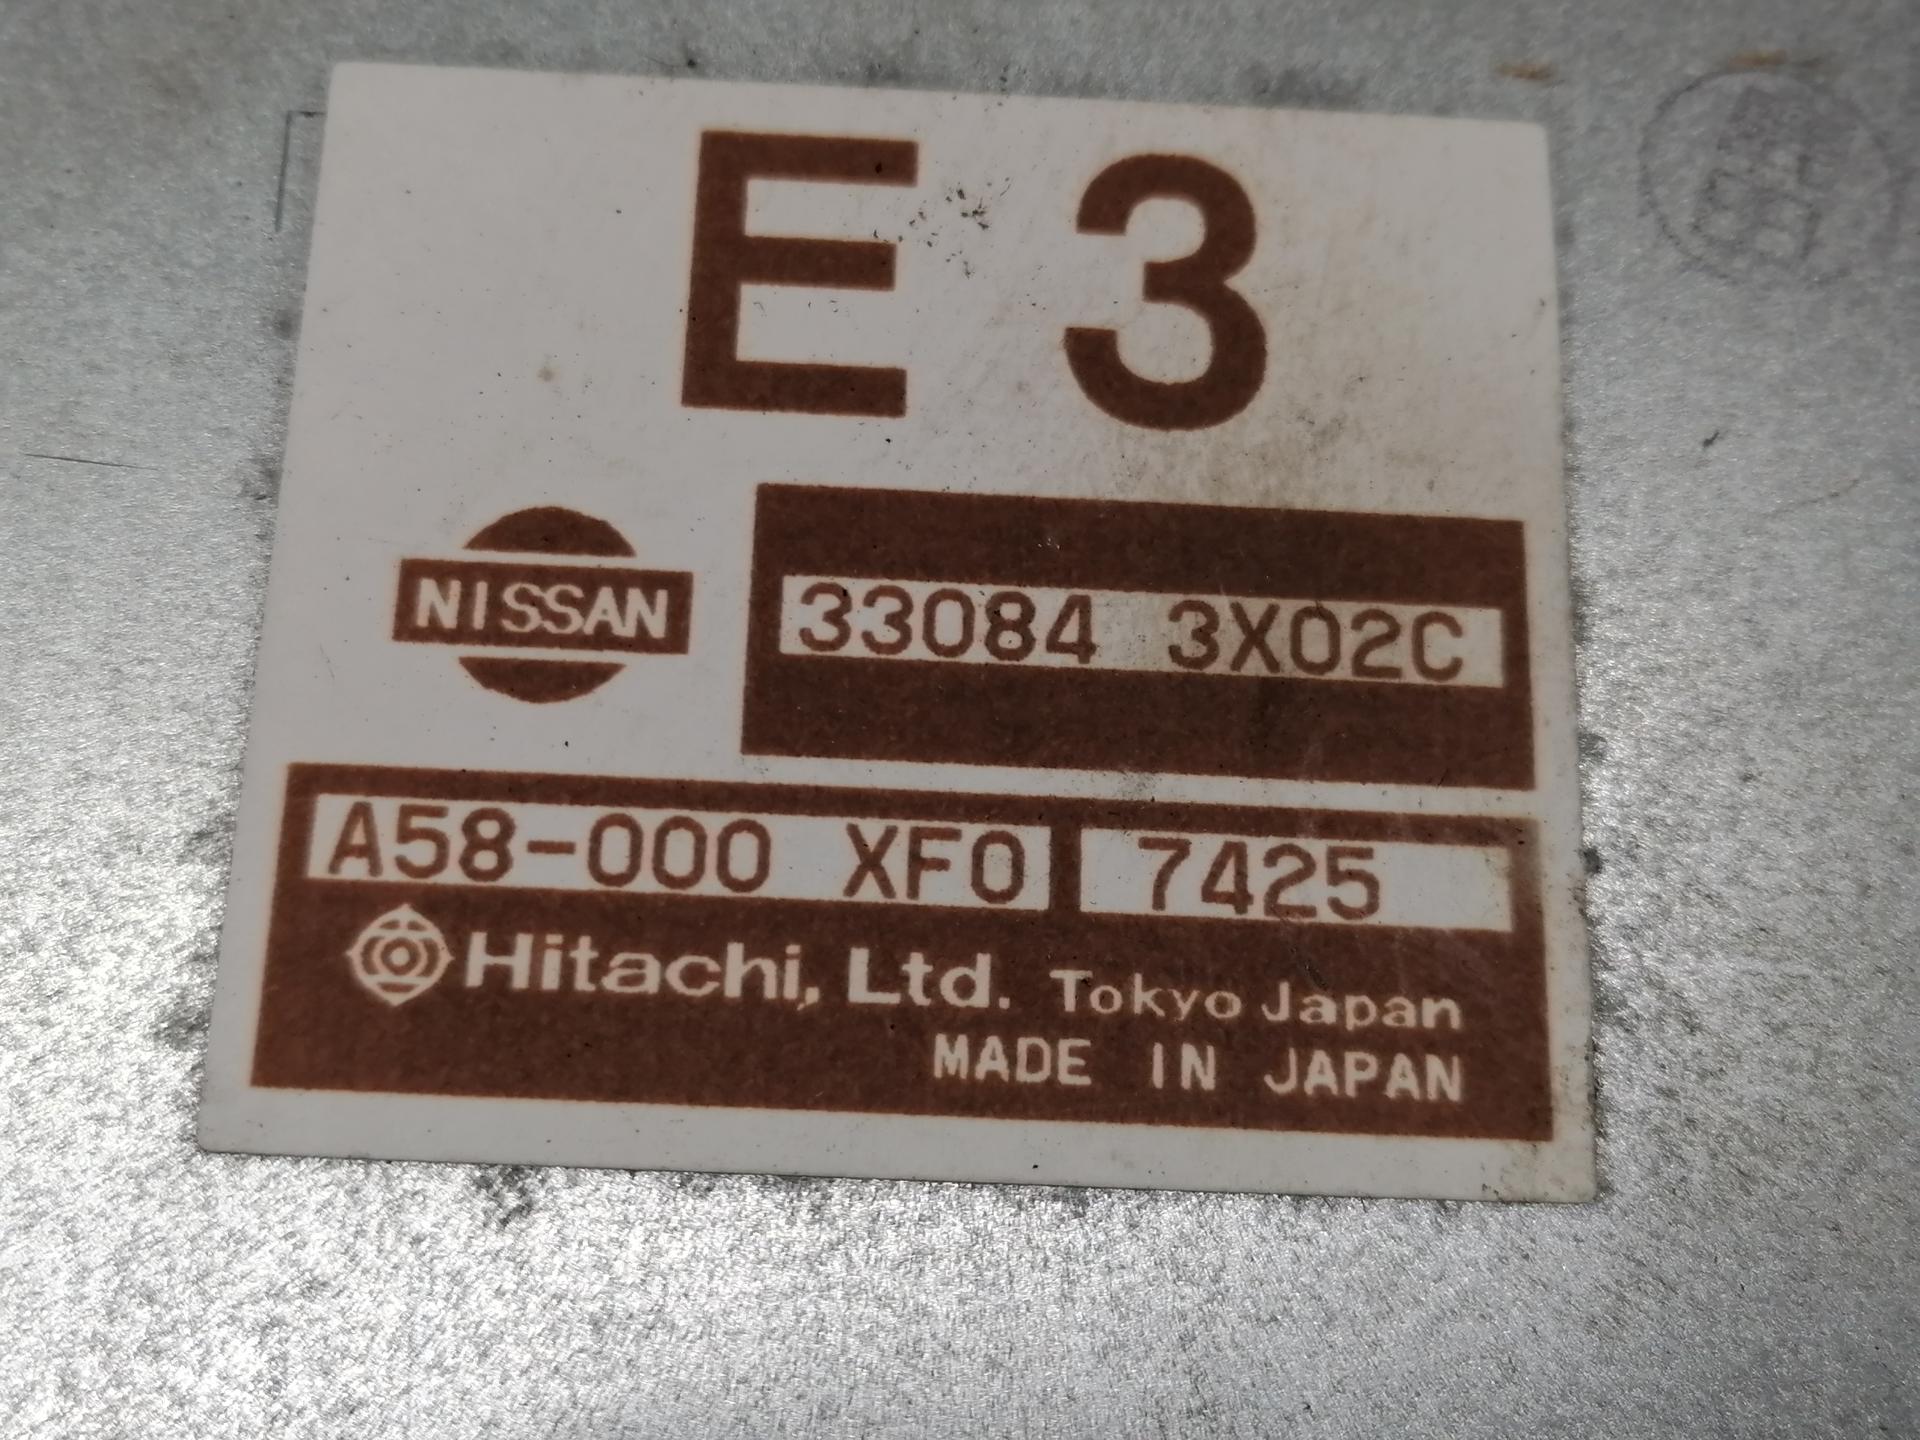 E 3
NISSAN
33084 3X02C
A58-000 XF0 7425
Hitachi, Ltd. Tokyo Japan
MADE IN JAPAN